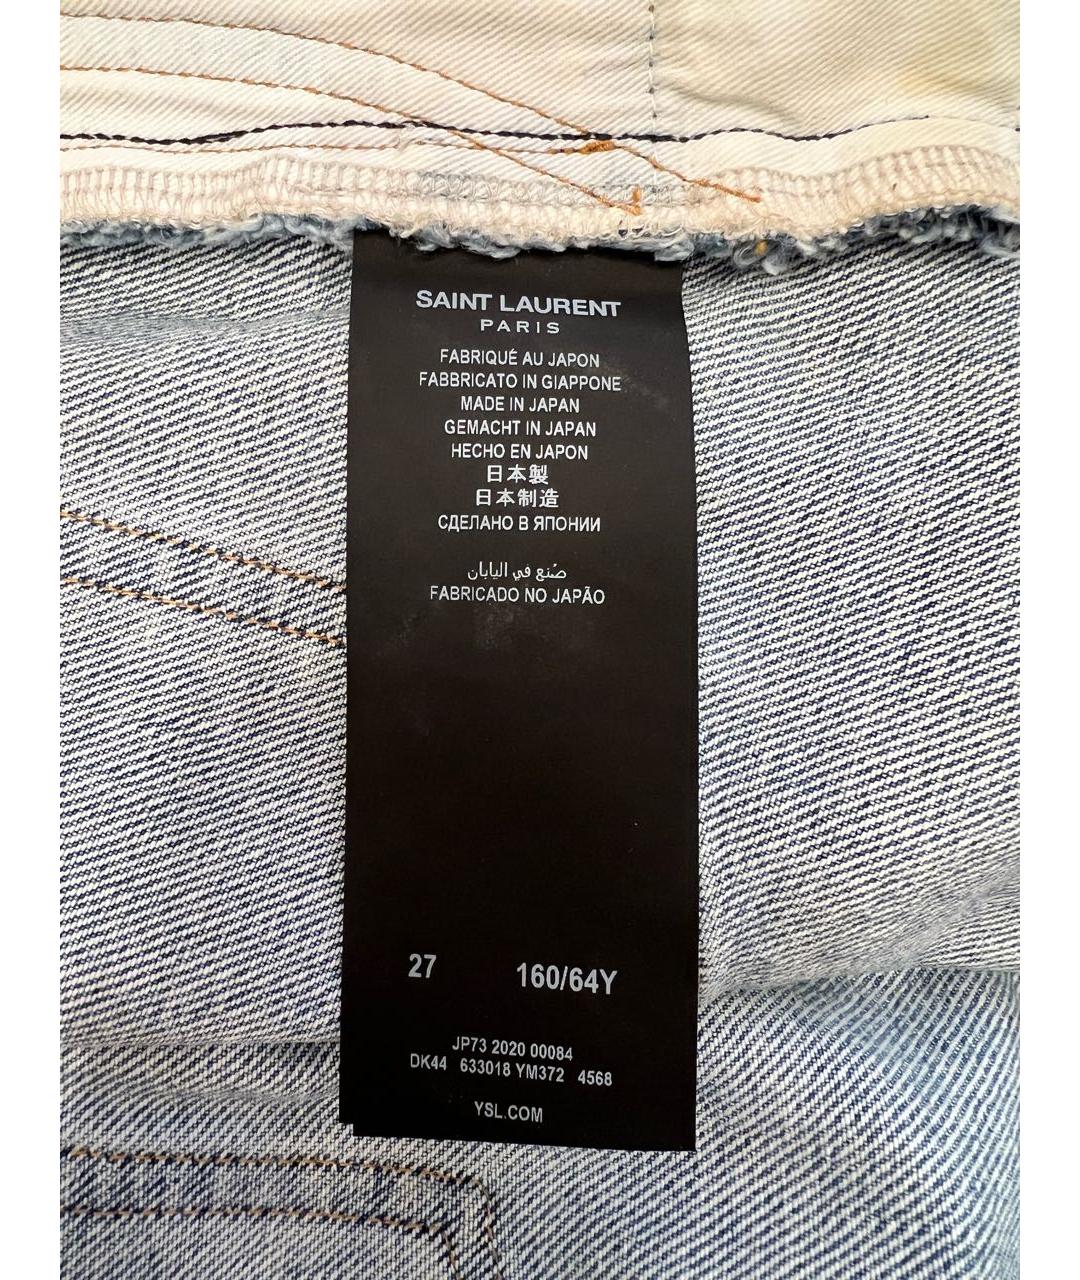 SAINT LAURENT
PARIS
FABRIQUÉ AU JAPON
FABBRICATO IN GIAPPONE
MADE IN JAPAN
GEMACHT IN JAPAN
HECHO EN JAPON
日本製
日本制造
СДЕЛАНО В ЯПОНИИ
صُنع في اليابان
FABRICADO NO JAPÃO
27 160/64Y
JP73 2020 00084
DK44 633018 YM372 4568
YSL.COM